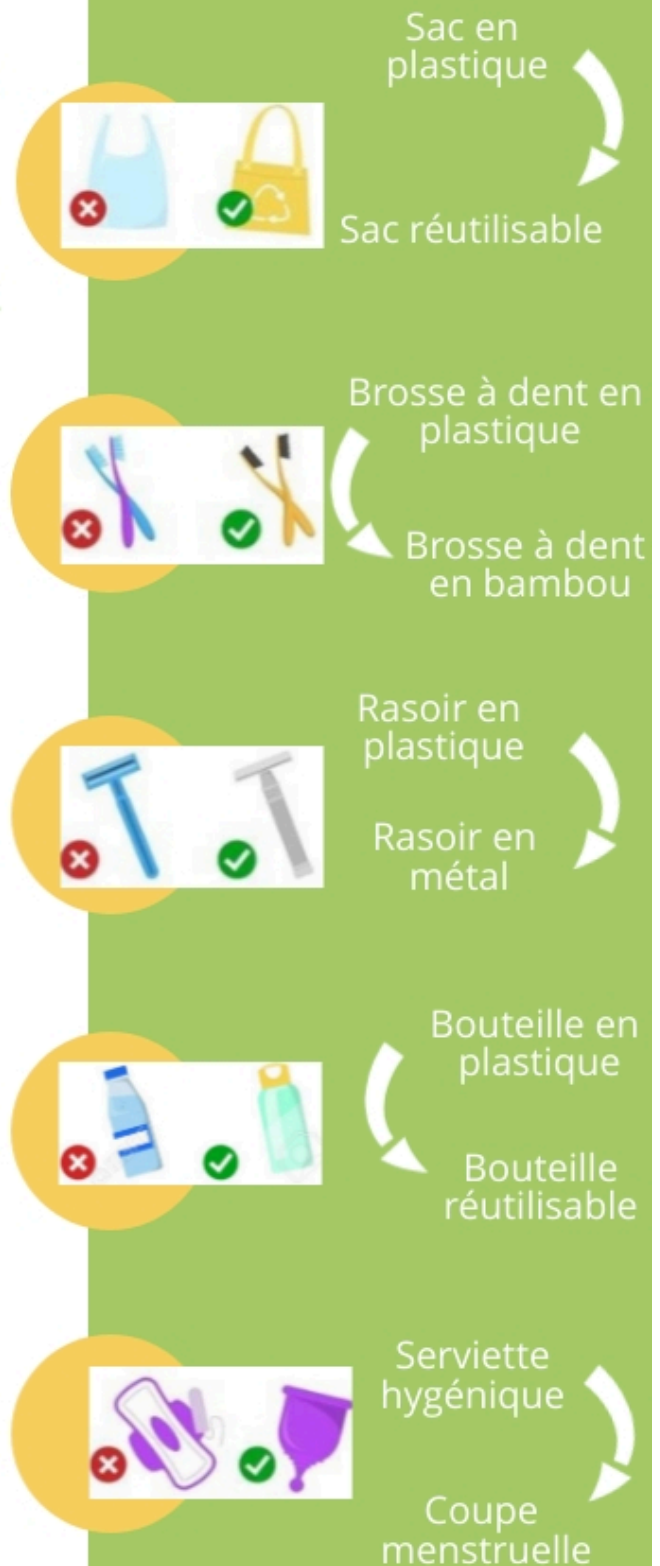 Sac en
plastique
Sac réutilisable
Brosse à dent en
plastique
Brosse à dent
en bambou
Rasoir en
plastique
Rasoir en
métal
Bouteille en
plastique
Bouteille
réutilisable
Serviette
hygénique
Coupe
menstruelle